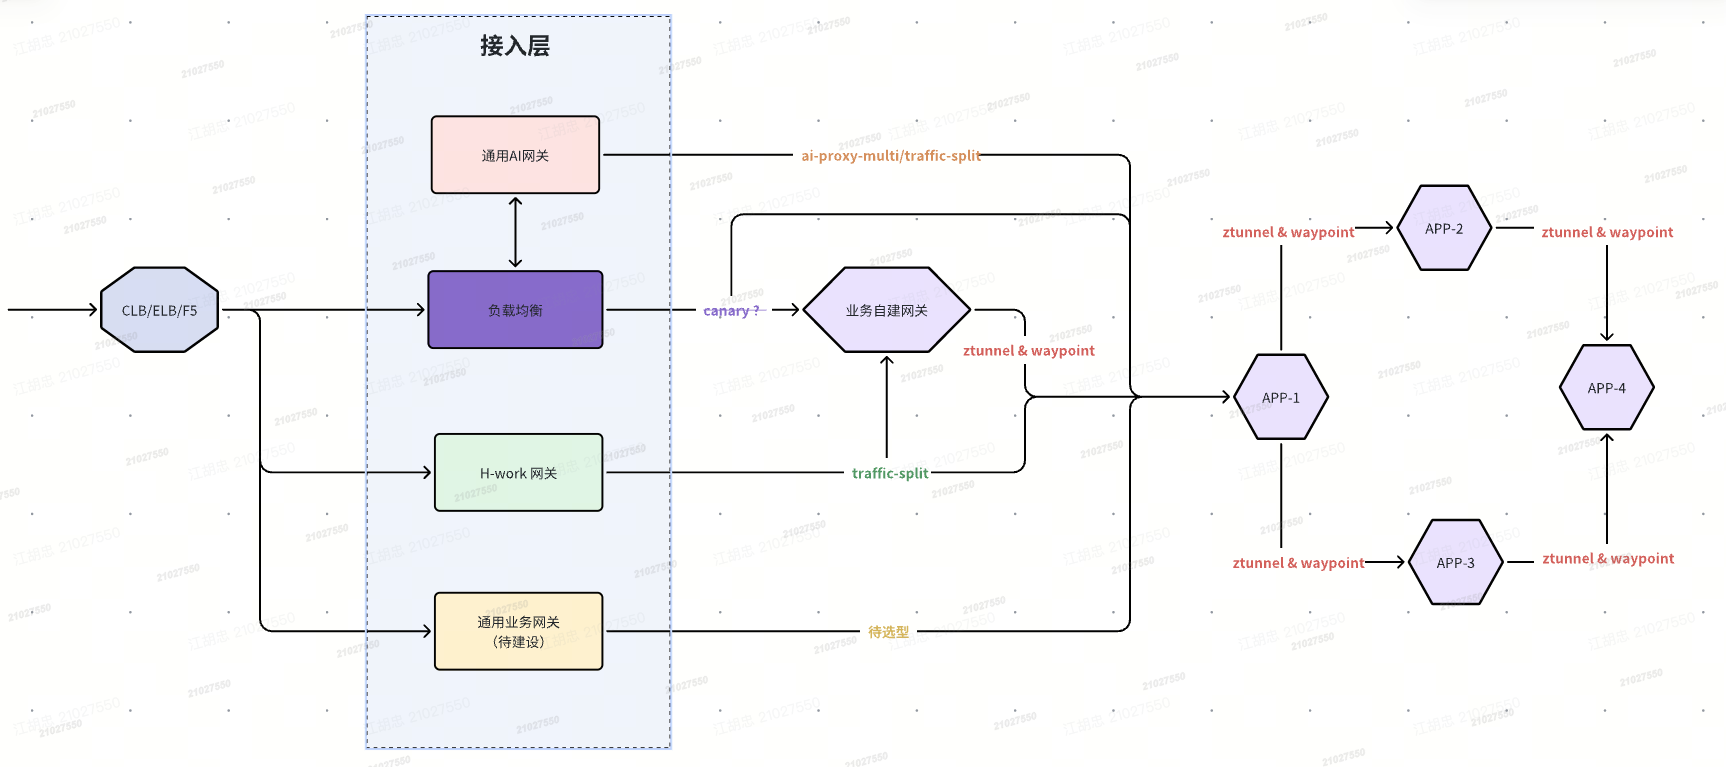 接入层
通用AI网关
ai-proxy-multi/traffic-split
CLB/ELB/F5
负载均衡
canary ?
业务自建网关
ztunnel & waypoint
H-work 网关
traffic-split
通用业务网关
（待建设）
待选型
APP-1
ztunnel & waypoint
APP-2
ztunnel & waypoint
APP-4
ztunnel & waypoint
APP-3
ztunnel & waypoint
江胡忠 21027550
21027550